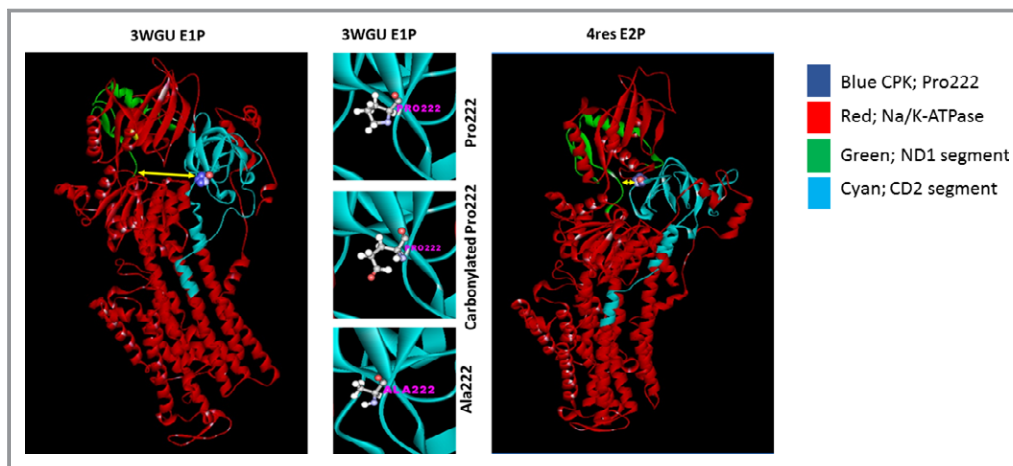 3WGU E1P
3WGU E1P
4res E2P
PRO222
Pro222
PRO222
Carbonylated Pro222
ALA222
Ala222
Blue CPK; Pro222
Red; Na/K-ATPase
Green; ND1 segment
Cyan; CD2 segment